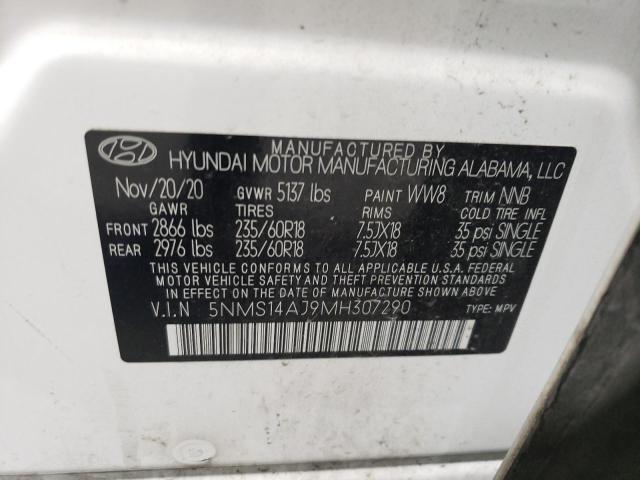 MANUFACTURED BY
HYUNDAI MOTOR MANUFACTURING ALABAMA, LLC
Nov/20/20 GVWR 5137 lbs PAINT WW8 TRIM NNB
GAWR TIRES RIMS COLD TIRE INFL
FRONT 2866 lbs 235/60R18 7.5JX18 35 psi SINGLE
REAR 2976 lbs 235/60R18 7.5JX18 35 psi SINGLE
THIS VEHICLE CONFORMS TO ALL APPLICABLE U.S.A. FEDERAL
MOTOR VEHICLE SAFETY AND THEFT PREVENTION STANDARDS
IN EFFECT ON THE DATE OF MANUFACTURE SHOWN ABOVE.
V.I.N 5NMS14AJ9MH307290 TYPE: MPV